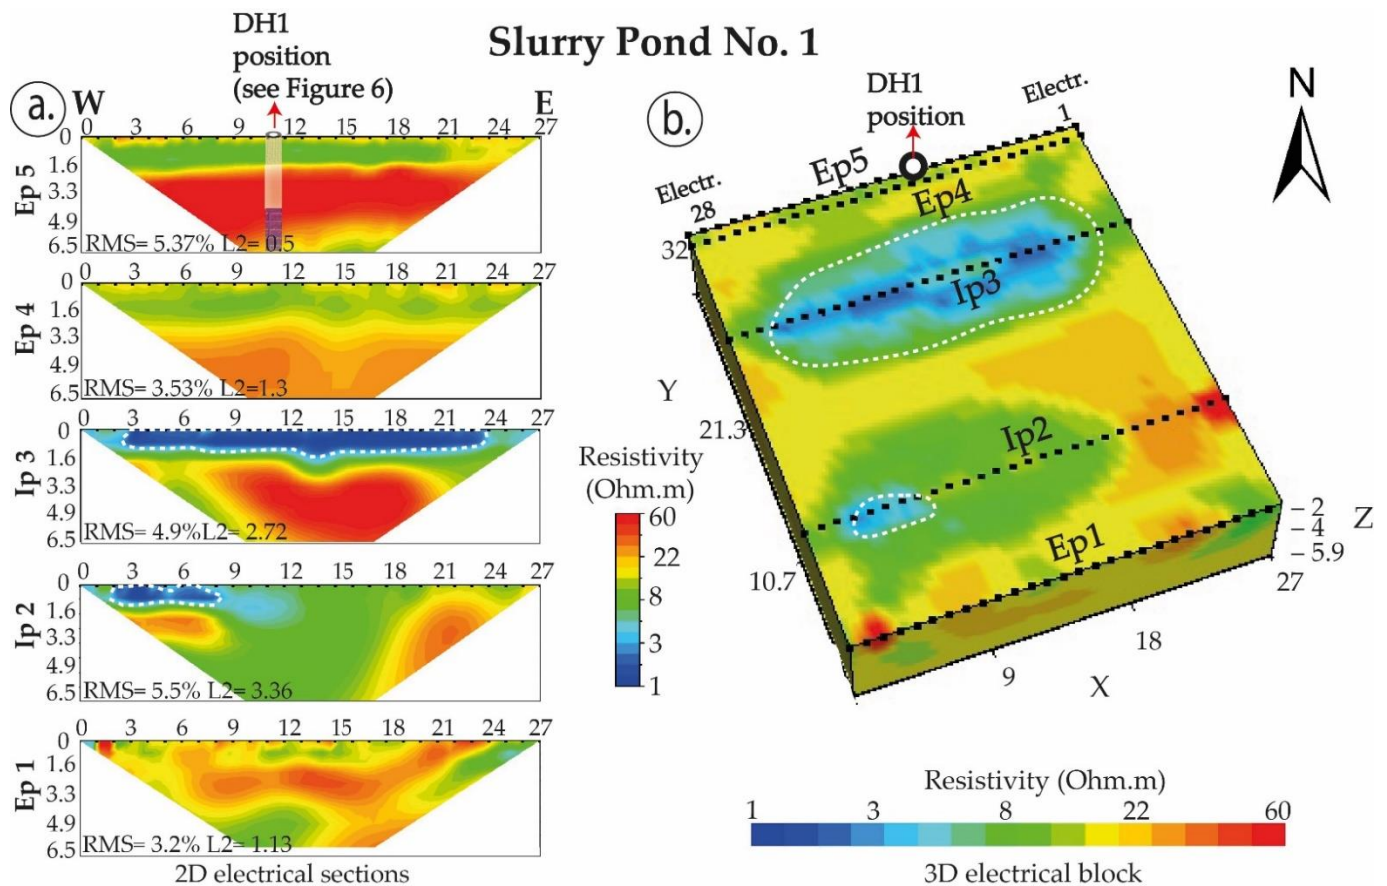 Slurry Pond No. 1
DH1
position
(see Figure 6)
a.
W
E
0 3 6 9 12 15 18 21 24 27
Ep 5
0
1.6
3.3
4.9
6.5
RMS= 5.37% L2= 0.5
0 3 6 9 12 15 18 21 24 27
Ep 4
0
1.6
3.3
4.9
6.5
RMS= 3.53% L2=1.3
0 3 6 9 12 15 18 21 24 27
Ip 3
0
1.6
3.3
4.9
6.5
RMS= 4.9%L2= 2.72
0 3 6 9 12 15 18 21 24 27
Ip 2
0
1.6
3.3
4.9
6.5
RMS= 5.5% L2= 3.36
0 3 6 9 12 15 18 21 24 27
Ep 1
0
1.6
3.3
4.9
6.5
RMS= 3.2% L2= 1.13
2D electrical sections
Resistivity
(Ohm.m)
60
22
8
3
1
b.
DH1
position
Electr.
1
N
Ep5
Ep4
Electr.
28
32
Ip3
Y
21.3
Ip2
10.7
Ep1
2
4
5.9
Z
27
18
9
X
Resistivity (Ohm.m)
1 3 8 22 60
3D electrical block